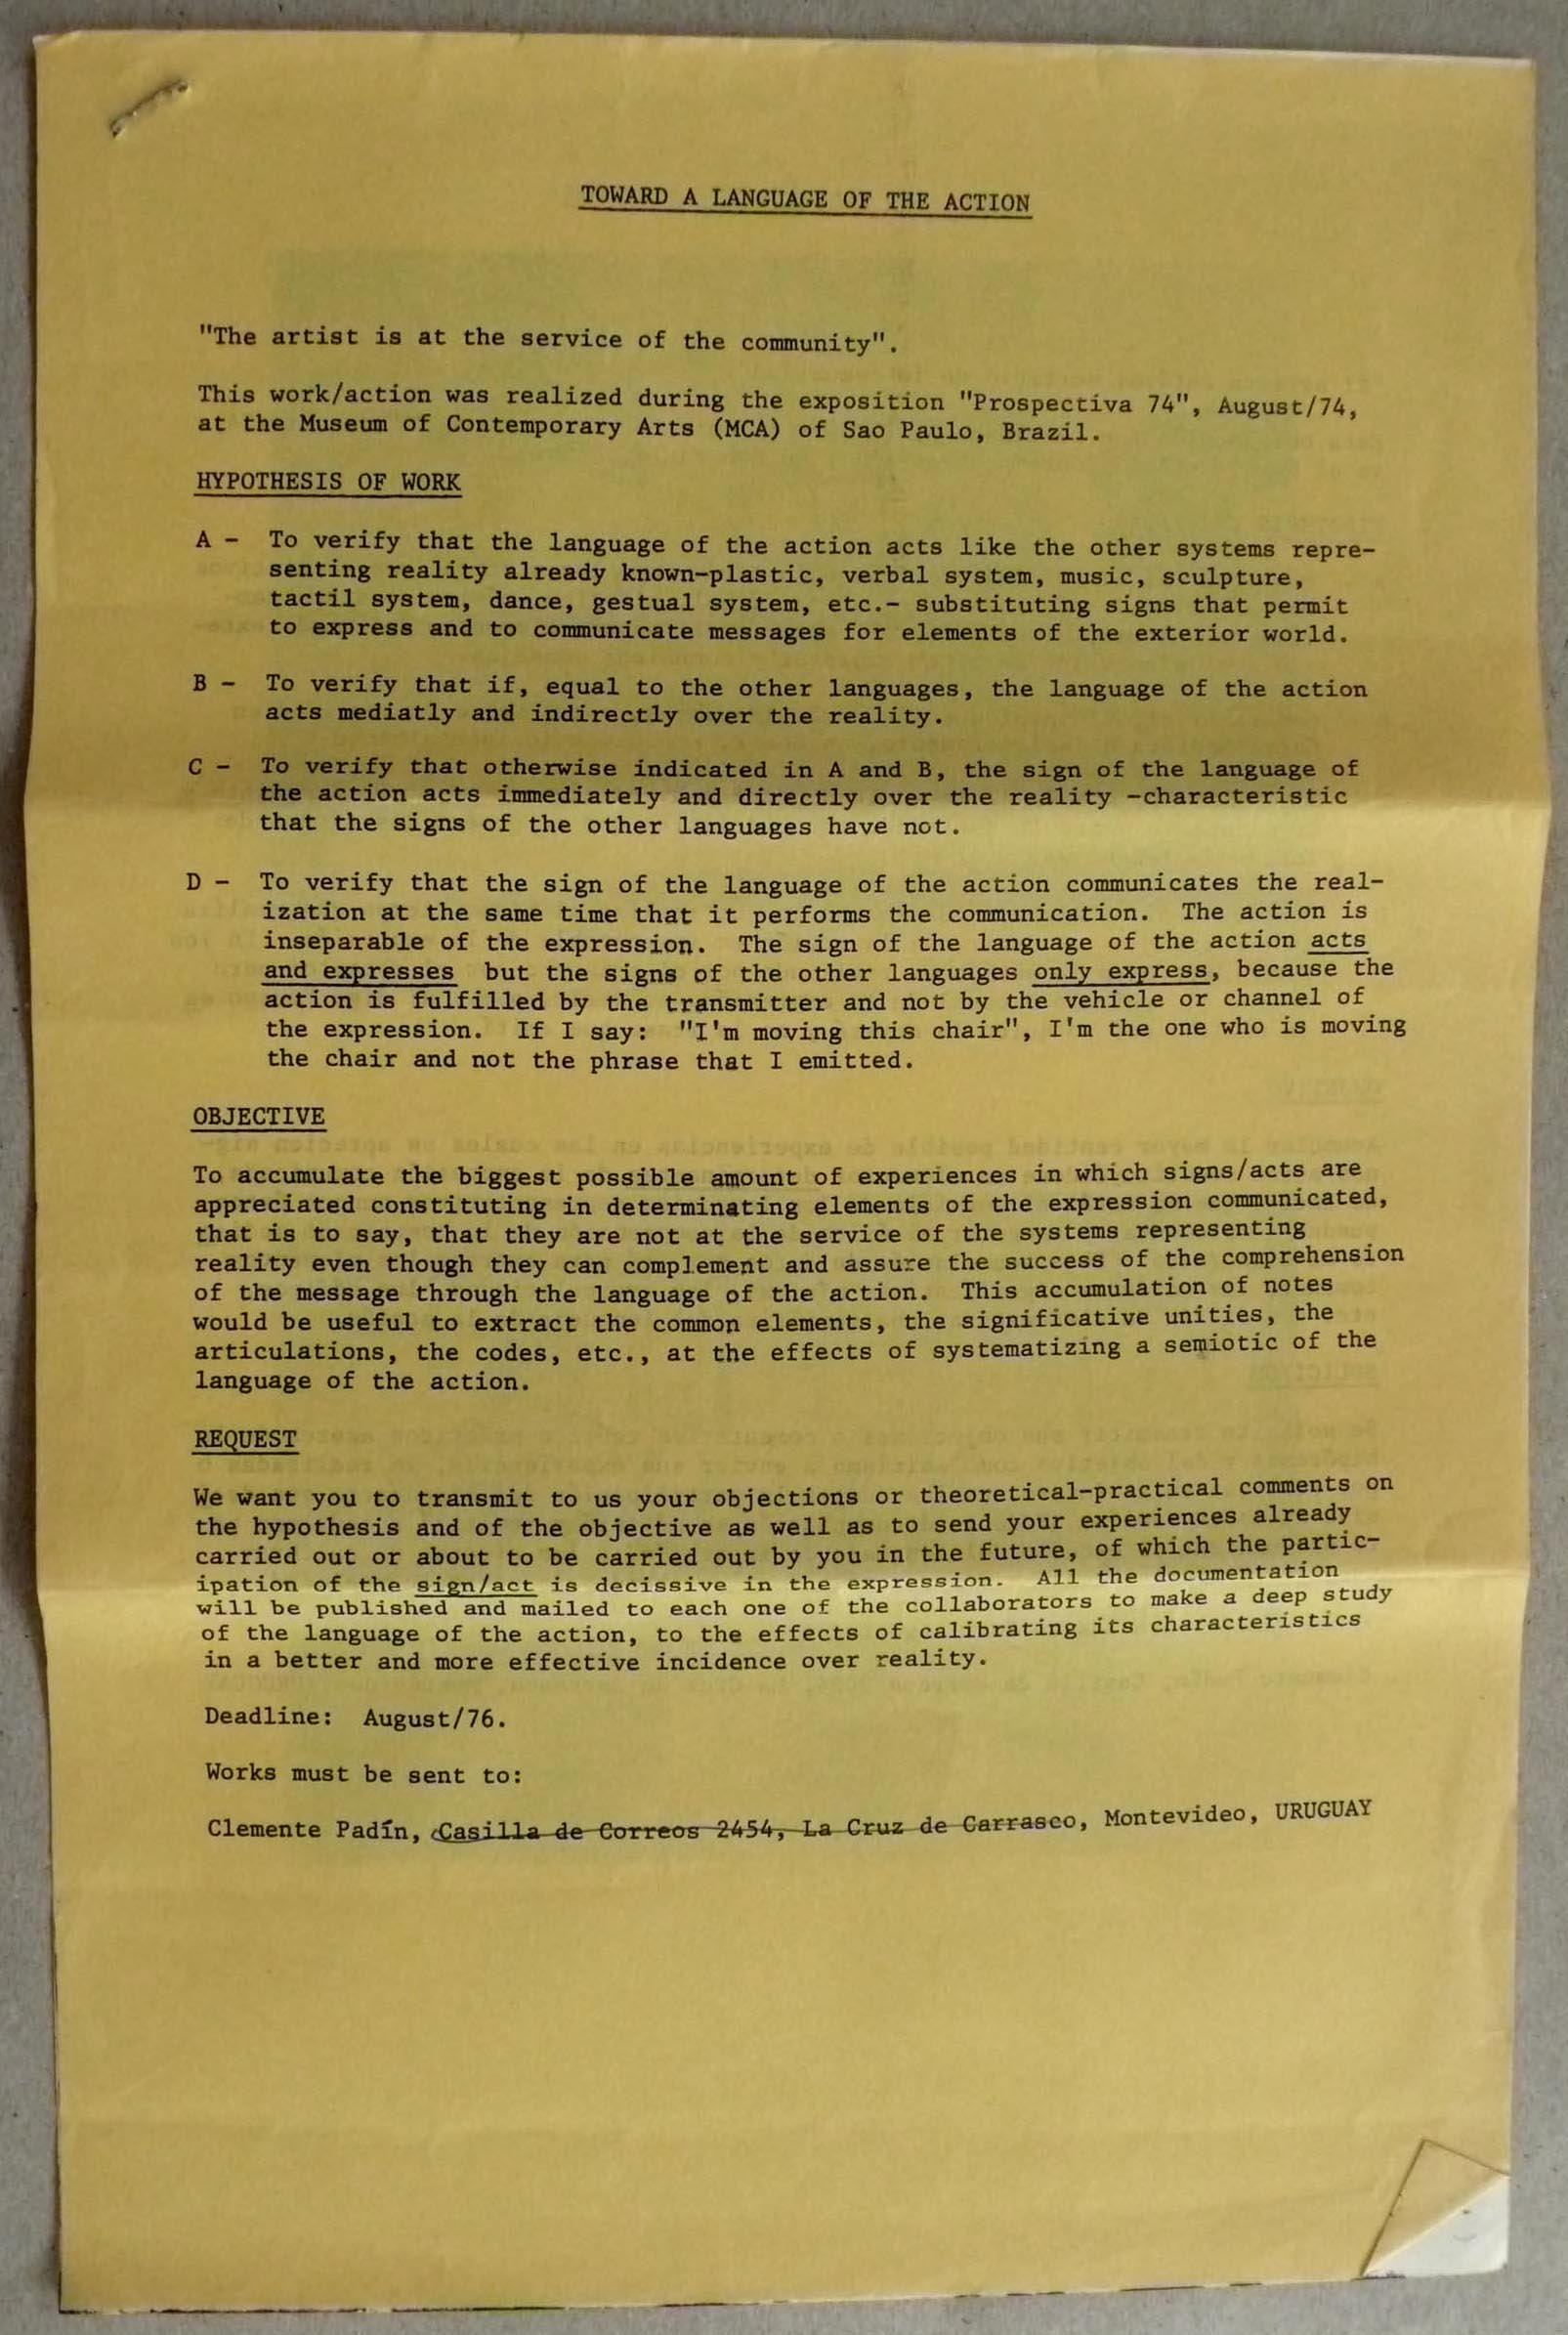 TOWARD A LANGUAGE OF THE ACTION
"The artist is at the service of the community".
This work/action was realized during the exposition "Prospectiva 74", August/74,
at the Museum of Contemporary Arts (MCA) of Sao Paulo, Brazil.
HYPOTHESIS OF WORK
A - To verify that the language of the action acts like the other systems repre-
senting reality already known-plastic, verbal system, music, sculpture,
tactil system, dance, gestual system, etc.- substituting signs that permit
to express and to communicate messages for elements of the exterior world.
B - To verify that if, equal to the other languages, the language of the action
acts mediatly and indirectly over the reality.
C - To verify that otherwise indicated in A and B, the sign of the language of
the action acts immediately and directly over the reality -characteristic
that the signs of the other languages have not.
D - To verify that the sign of the language of the action communicates the real-
ization at the same time that it performs the communication. The action is
inseparable of the expression. The sign of the language of the action acts
and expresses but the signs of the other languages only express, because the
action is fulfilled by the transmitter and not by the vehicle or channel of
the expression. If I say: "I'm moving this chair", I'm the one who is moving
the chair and not the phrase that I emitted.
OBJECTIVE
To accumulate the biggest possible amount of experiences in which signs/acts are
appreciated constituting in determinating elements of the expression communicated,
that is to say, that they are not at the service of the systems representing
reality even though they can complement and assure the success of the comprehension
of the message through the language of the action. This accumulation of notes
would be useful to extract the common elements, the significative unities, the
articulations, the codes, etc., at the effects of systematizing a semiotic of the
language of the action.
REQUEST
We want you to transmit to us your objections or theoretical-practical comments on
the hypothesis and of the objective as well as to send your experiences already
carried out or about to be carried out by you in the future, of which the partic-
ipation of the sign/act is decissive in the expression. All the documentation
will be published and mailed to each one of the collaborators to make a deep study
of the language of the action, to the effects of calibrating its characteristics
in a better and more effective incidence over reality.
Deadline: August/76.
Works must be sent to:
Clemente Padín, Casilla de Correos 2454, La Cruz de Carrasco, Montevideo, URUGUAY